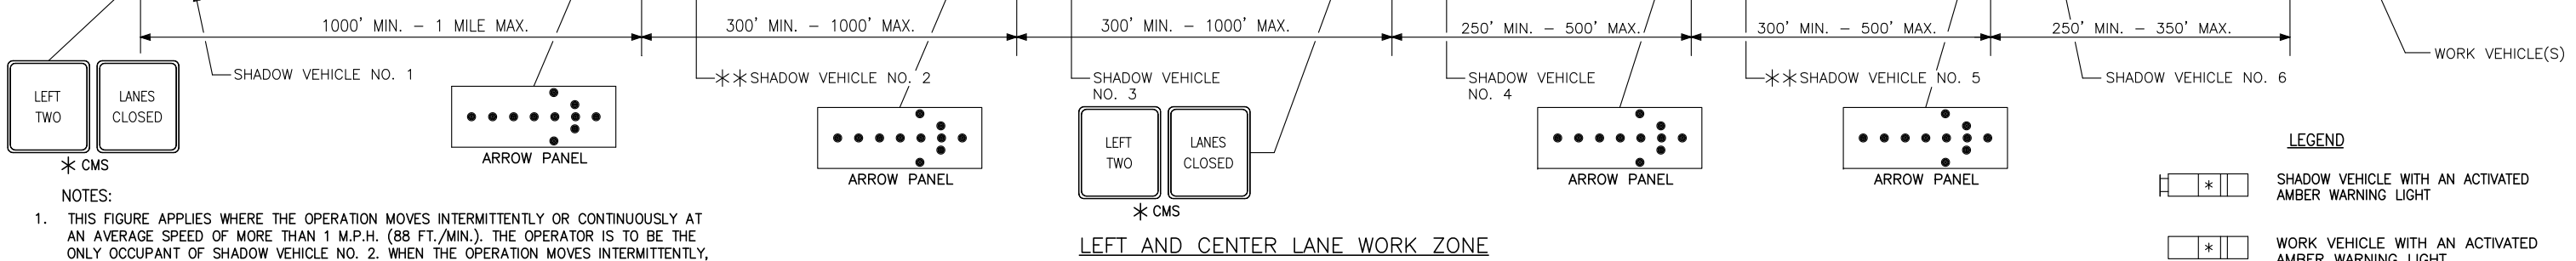 1000' MIN. - 1 MILE MAX.
300' MIN. - 1000' MAX.
300' MIN. - 1000' MAX.
250' MIN. - 500' MAX.
300' MIN. - 500' MAX.
250' MIN. - 350' MAX.
WORK VEHICLE(S)
SHADOW VEHICLE NO. 1
**SHADOW VEHICLE NO. 2
SHADOW VEHICLE
NO. 3
SHADOW VEHICLE
NO. 4
**SHADOW VEHICLE NO. 5
SHADOW VEHICLE NO. 6
LEFT
TWO
LANES
CLOSED
* CMS
ARROW PANEL
ARROW PANEL
LEFT
TWO
LANES
CLOSED
* CMS
ARROW PANEL
ARROW PANEL
LEGEND
* SHADOW VEHICLE WITH AN ACTIVATED
AMBER WARNING LIGHT
* WORK VEHICLE WITH AN ACTIVATED
AMBER WARNING LIGHT
NOTES:
1. THIS FIGURE APPLIES WHERE THE OPERATION MOVES INTERMITTENTLY OR CONTINUOUSLY AT
AN AVERAGE SPEED OF MORE THAN 1 M.P.H. (88 FT./MIN.). THE OPERATOR IS TO BE THE
ONLY OCCUPANT OF SHADOW VEHICLE NO. 2. WHEN THE OPERATION MOVES INTERMITTENTLY,
LEFT AND CENTER LANE WORK ZONE